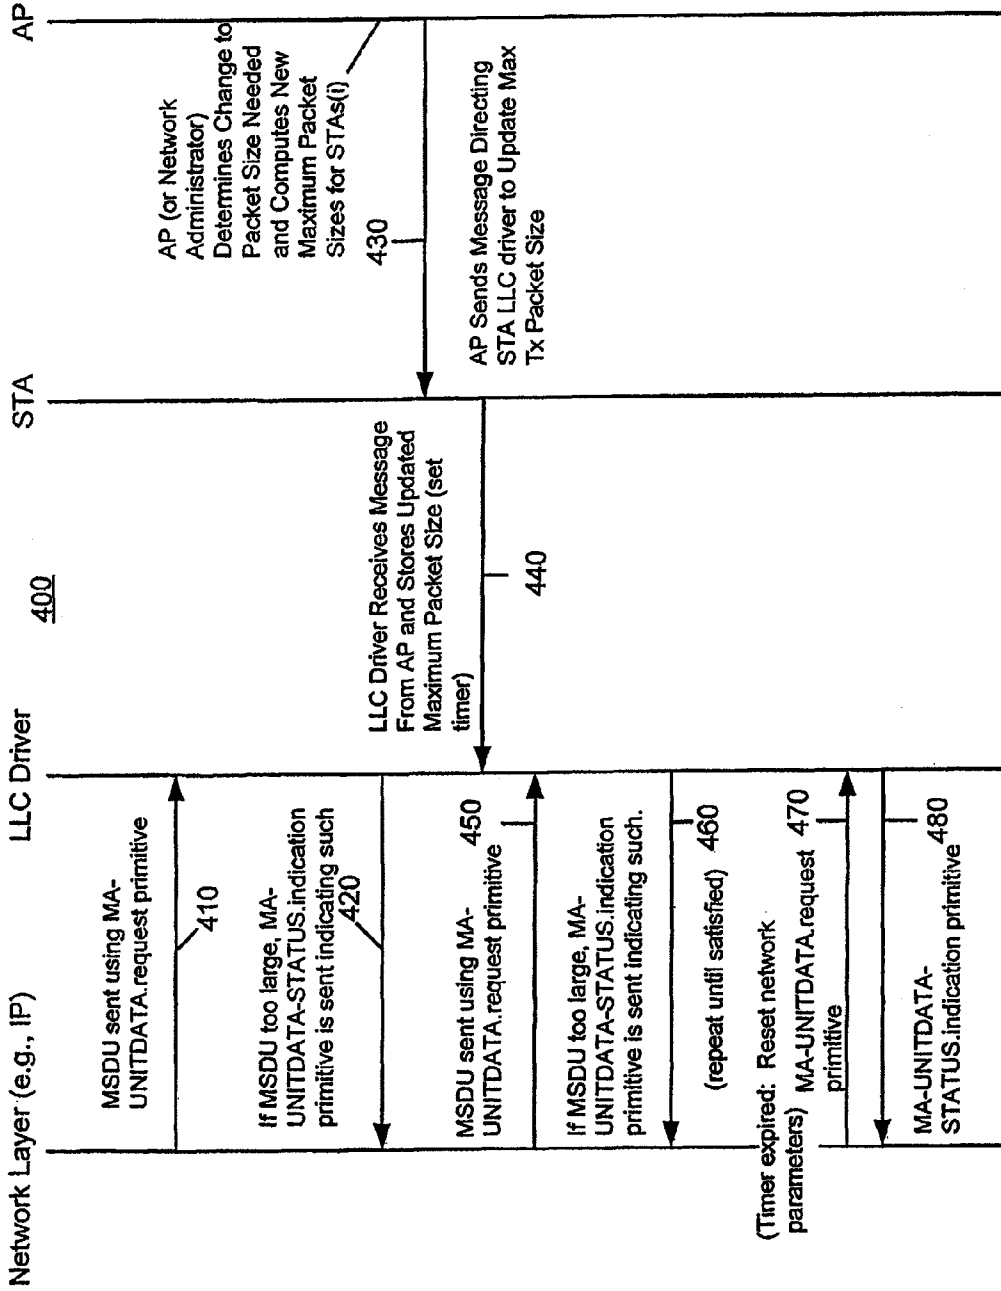 400
Network Layer (e.g., IP)
LLC Driver
STA
AP
MSDU sent using MA-
UNITDATA.request primitive
410
If MSDU too large, MA-
UNITDATA-STATUS.indication
primitive is sent indicating such
420
AP (or Network
Administrator)
Determines Change to
Packet Size Needed
and Computes New
Maximum Packet
Sizes for STAs(i)
430
AP Sends Message Directing
STA LLC driver to Update Max
Tx Packet Size
LLC Driver Receives Message
From AP and Stores Updated
Maximum Packet Size (set
timer)
440
MSDU sent using MA-
UNITDATA.request primitive
450
If MSDU too large, MA-
UNITDATA-STATUS.indication
primitive is sent indicating such.
460
(repeat until satisfied)
(Timer expired: Reset network
parameters)
MA-UNITDATA.request
primitive
470
MA-UNITDATA-
STATUS.indication primitive
480